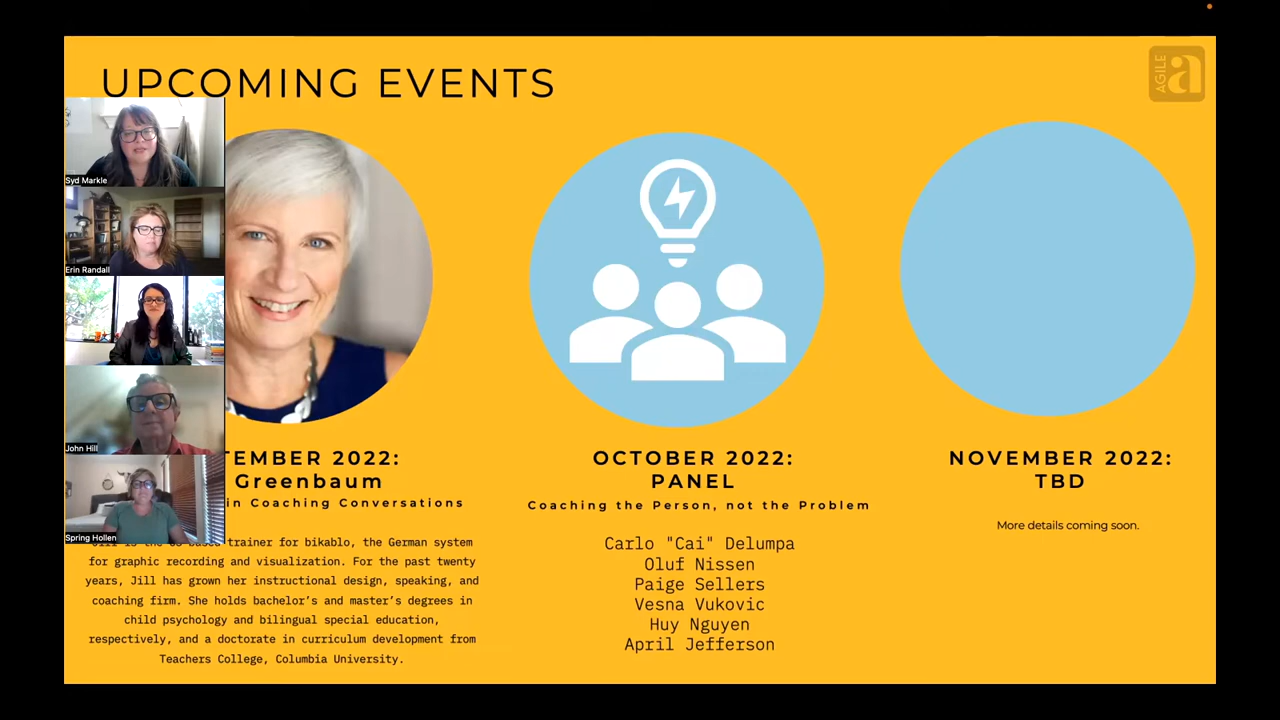 UPCOMING EVENTS
AGILE a
Syd Markle
Erin Randall
John Hill
Spring Hollen
TEMBER 2022:
Greenbaum
in Coaching Conversations
trainer for bikablo, the German system
for graphic recording and visualization. For the past twenty
years, Jill has grown her instructional design, speaking, and
coaching firm. She holds bachelor's and master's degrees in
child psychology and bilingual special education,
respectively, and a doctorate in curriculum development from
Teachers College, Columbia University.
OCTOBER 2022:
PANEL
Coaching the Person, not the Problem
Carlo "Cai" Delumpa
Oluf Nissen
Paige Sellers
Vesna Vukovic
Huy Nguyen
April Jefferson
NOVEMBER 2022:
TBD
More details coming soon.